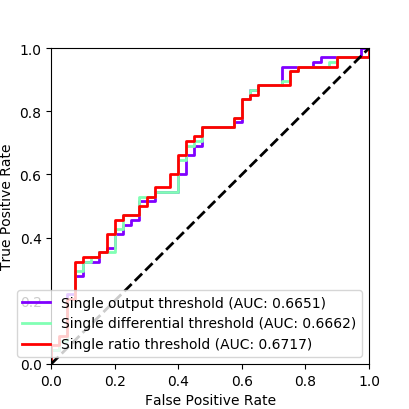 1.0
0.8
0.6
0.4
0.2
0.0
True Positive Rate
Single output threshold (AUC: 0.6651)
Single differential threshold (AUC: 0.6662)
Single ratio threshold (AUC: 0.6717)
0.0 0.2 0.4 0.6 0.8 1.0
False Positive Rate